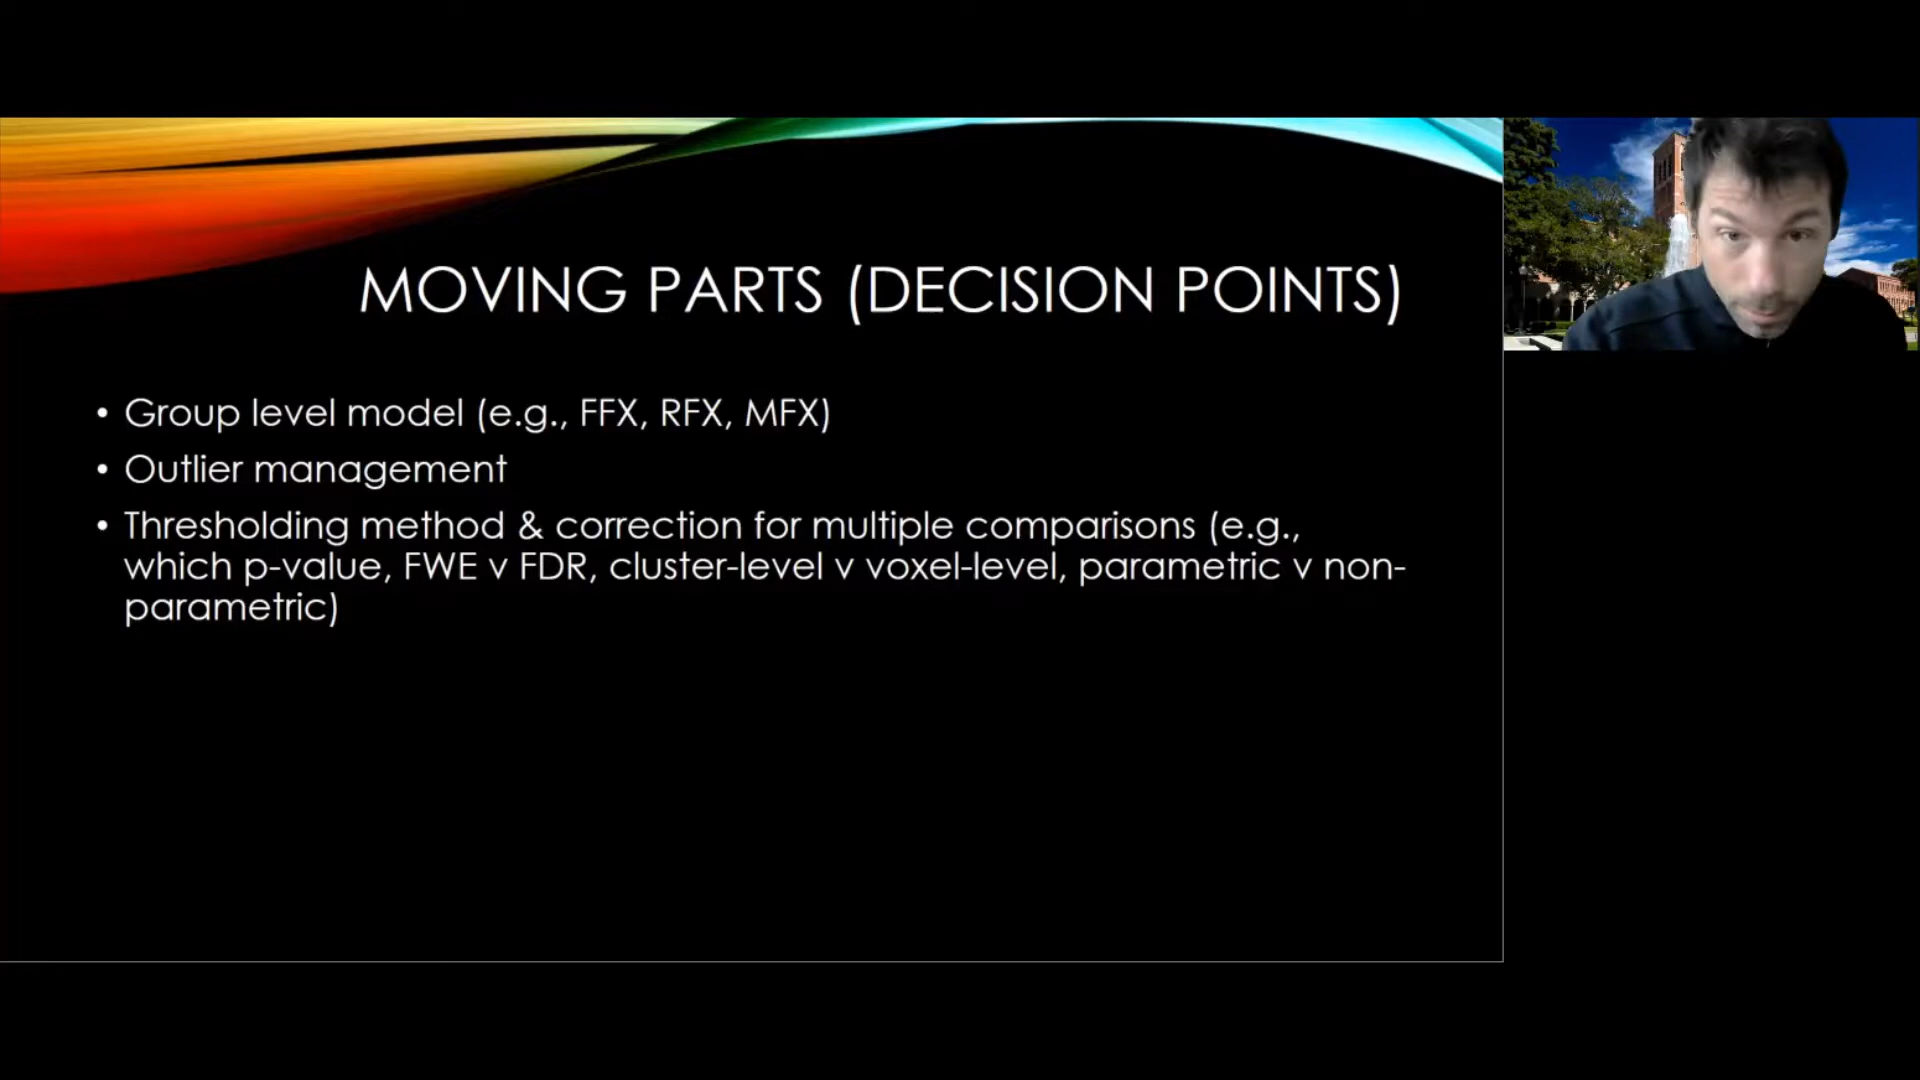 MOVING PARTS (DECISION POINTS)
• Group level model (e.g., FFX, RFX, MFX)
• Outlier management
• Thresholding method & correction for multiple comparisons (e.g.,
which p-value, FWE v FDR, cluster-level v voxel-level, parametric v non-
parametric)